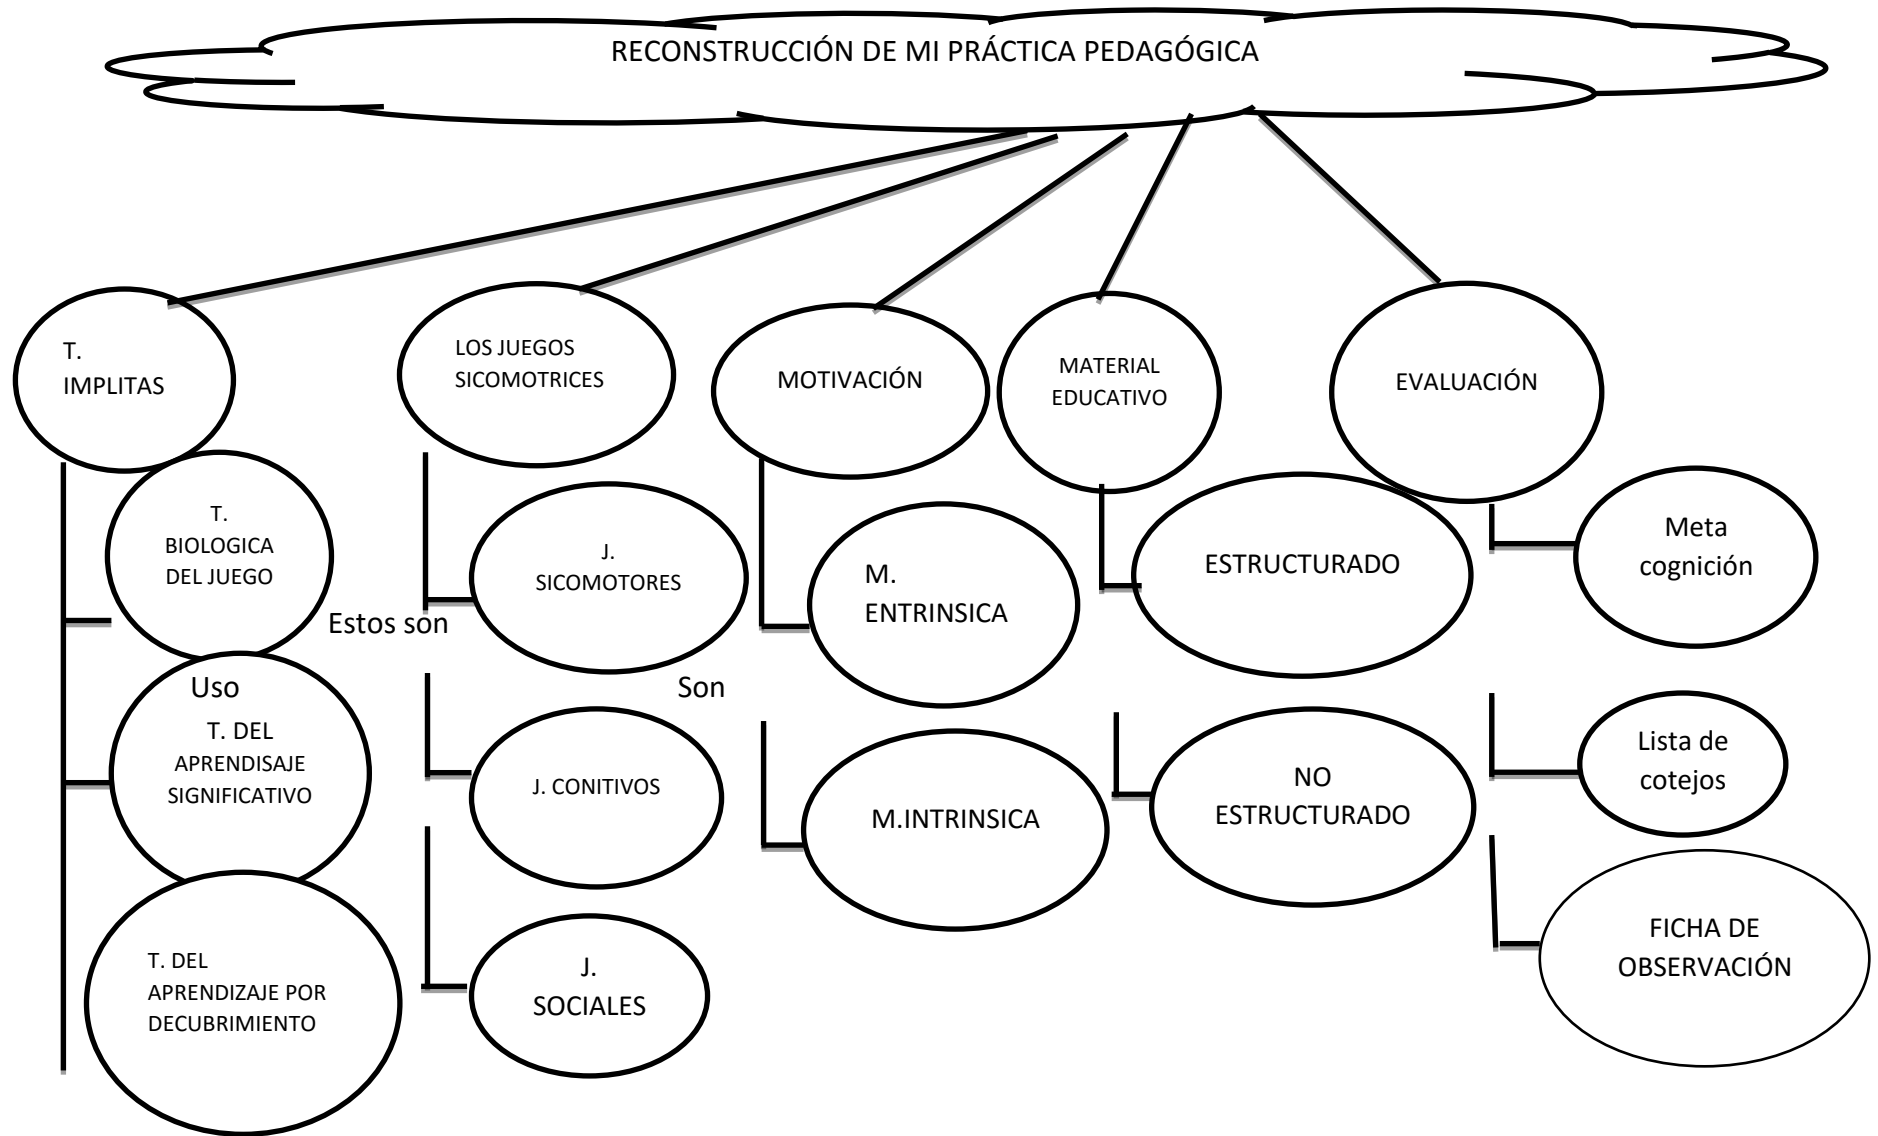 RECONSTRUCCIÓN DE MI PRÁCTICA PEDAGÓGICA
T.
IMPLITAS
LOS JUEGOS
SICOMOTRICES
MOTIVACIÓN
MATERIAL
EDUCATIVO
EVALUACIÓN
T.
BIOLOGICA
DEL JUEGO
Estos son
J.
SICOMOTORES
M.
ENTRINSICA
ESTRUCTURADO
Meta
cognición
Uso
T. DEL
APRENDISAJE
SIGNIFICATIVO
J. CONITIVOS
Son
M.INTRINSICA
NO
ESTRUCTURADO
Lista de
cotejos
T. DEL
APRENDIZAJE POR
DECUBRIMIENTO
J.
SOCIALES
FICHA DE
OBSERVACIÓN